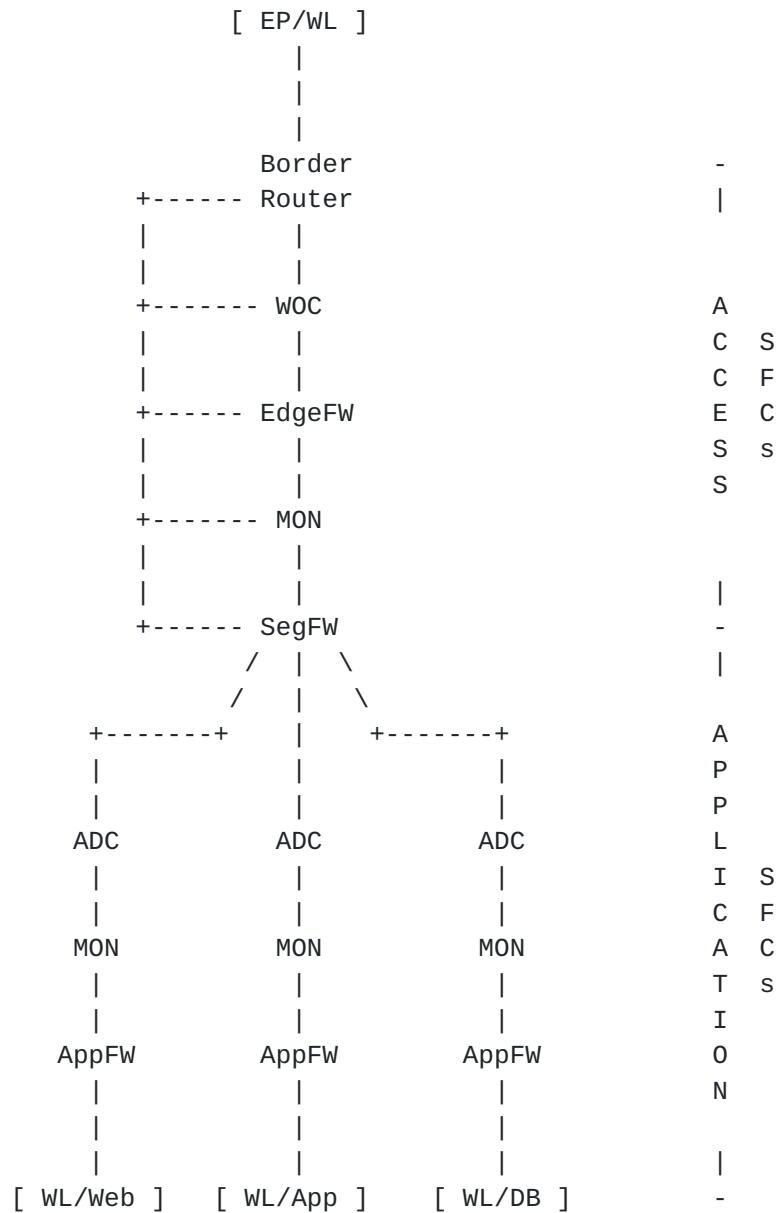 [ EP/WL ]
|
|
|
Border -
+------ Router |
| |
| |
+------- WOC A
| | C S
| | C F
+------ EdgeFW E C
| | S s
| | S
+------- MON
| |
| | |
+------ SegFW -
/ | \ |
/ | \
+-------+ | +-------+ A
| | | P
| | | P
ADC ADC ADC L
| | | I S
| | | C F
MON MON MON A C
| | | T s
| | | I
AppFW AppFW AppFW O
| | | N
| | |
| | | |
[ WL/Web ] [ WL/App ] [ WL/DB ] -